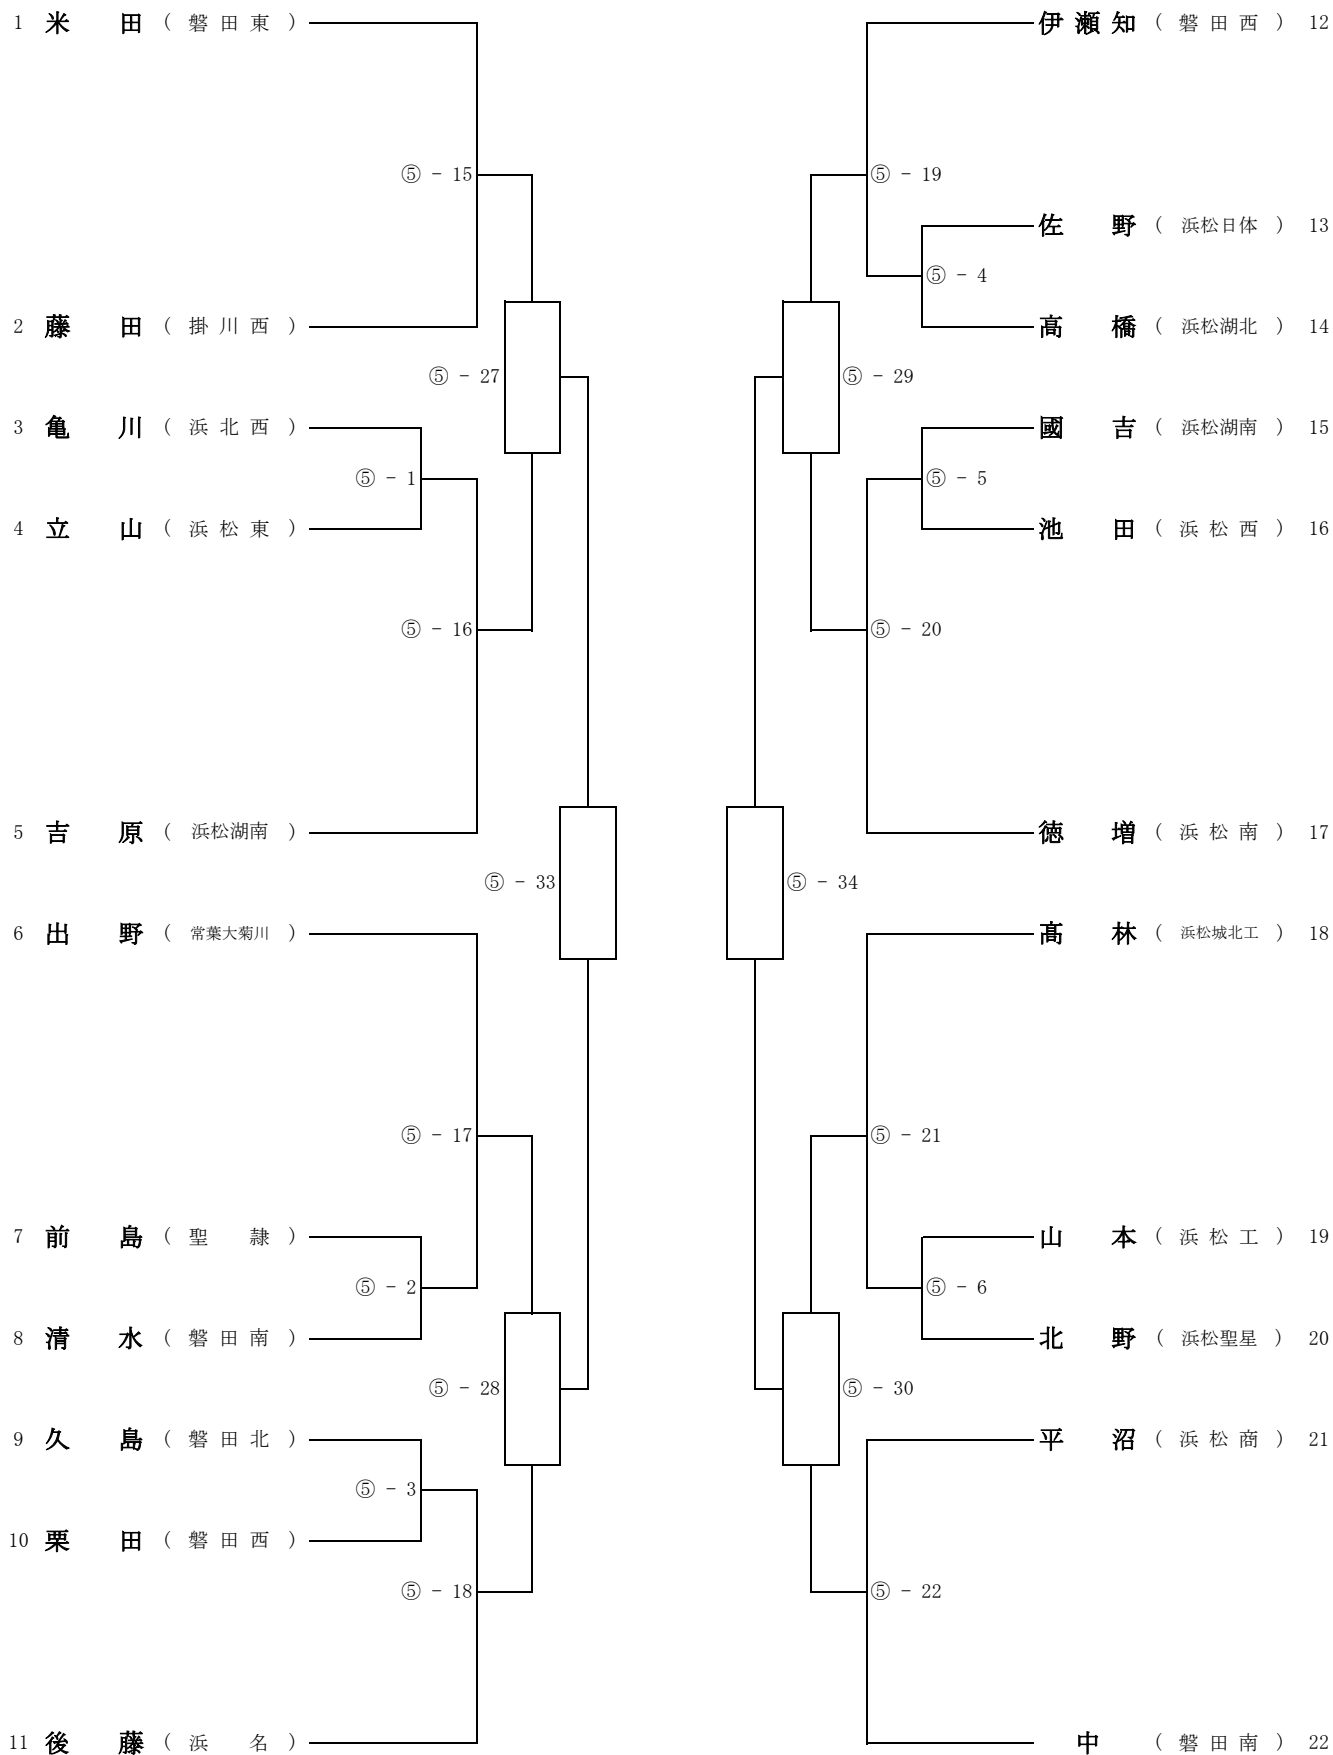 1 米田 (磐田東)
⑤ - 15
2 藤田 (掛川西)
⑤ - 27
3 亀川 (浜北西)
⑤ - 1
4 立山 (浜松東)
⑤ - 16
5 吉原 (浜松湖南)
⑤ - 33
6 出野 (常葉大菊川)
⑤ - 17
7 前島 (聖隷)
⑤ - 2
8 清水 (磐田南)
⑤ - 28
9 久島 (磐田北)
⑤ - 3
10 栗田 (磐田西)
⑤ - 18
11 後藤 (浜名)
伊瀬知 (磐田西) 12
⑤ - 19
佐野 (浜松日体) 13
⑤ - 4
高橋 (浜松湖北) 14
⑤ - 29
國吉 (浜松湖南) 15
⑤ - 5
池田 (浜松西) 16
⑤ - 20
徳増 (浜松南) 17
⑤ - 34
髙林 (浜松城北工) 18
⑤ - 21
山本 (浜松工) 19
⑤ - 6
北野 (浜松聖星) 20
⑤ - 30
平沼 (浜松商) 21
⑤ - 22
中 (磐田南) 22